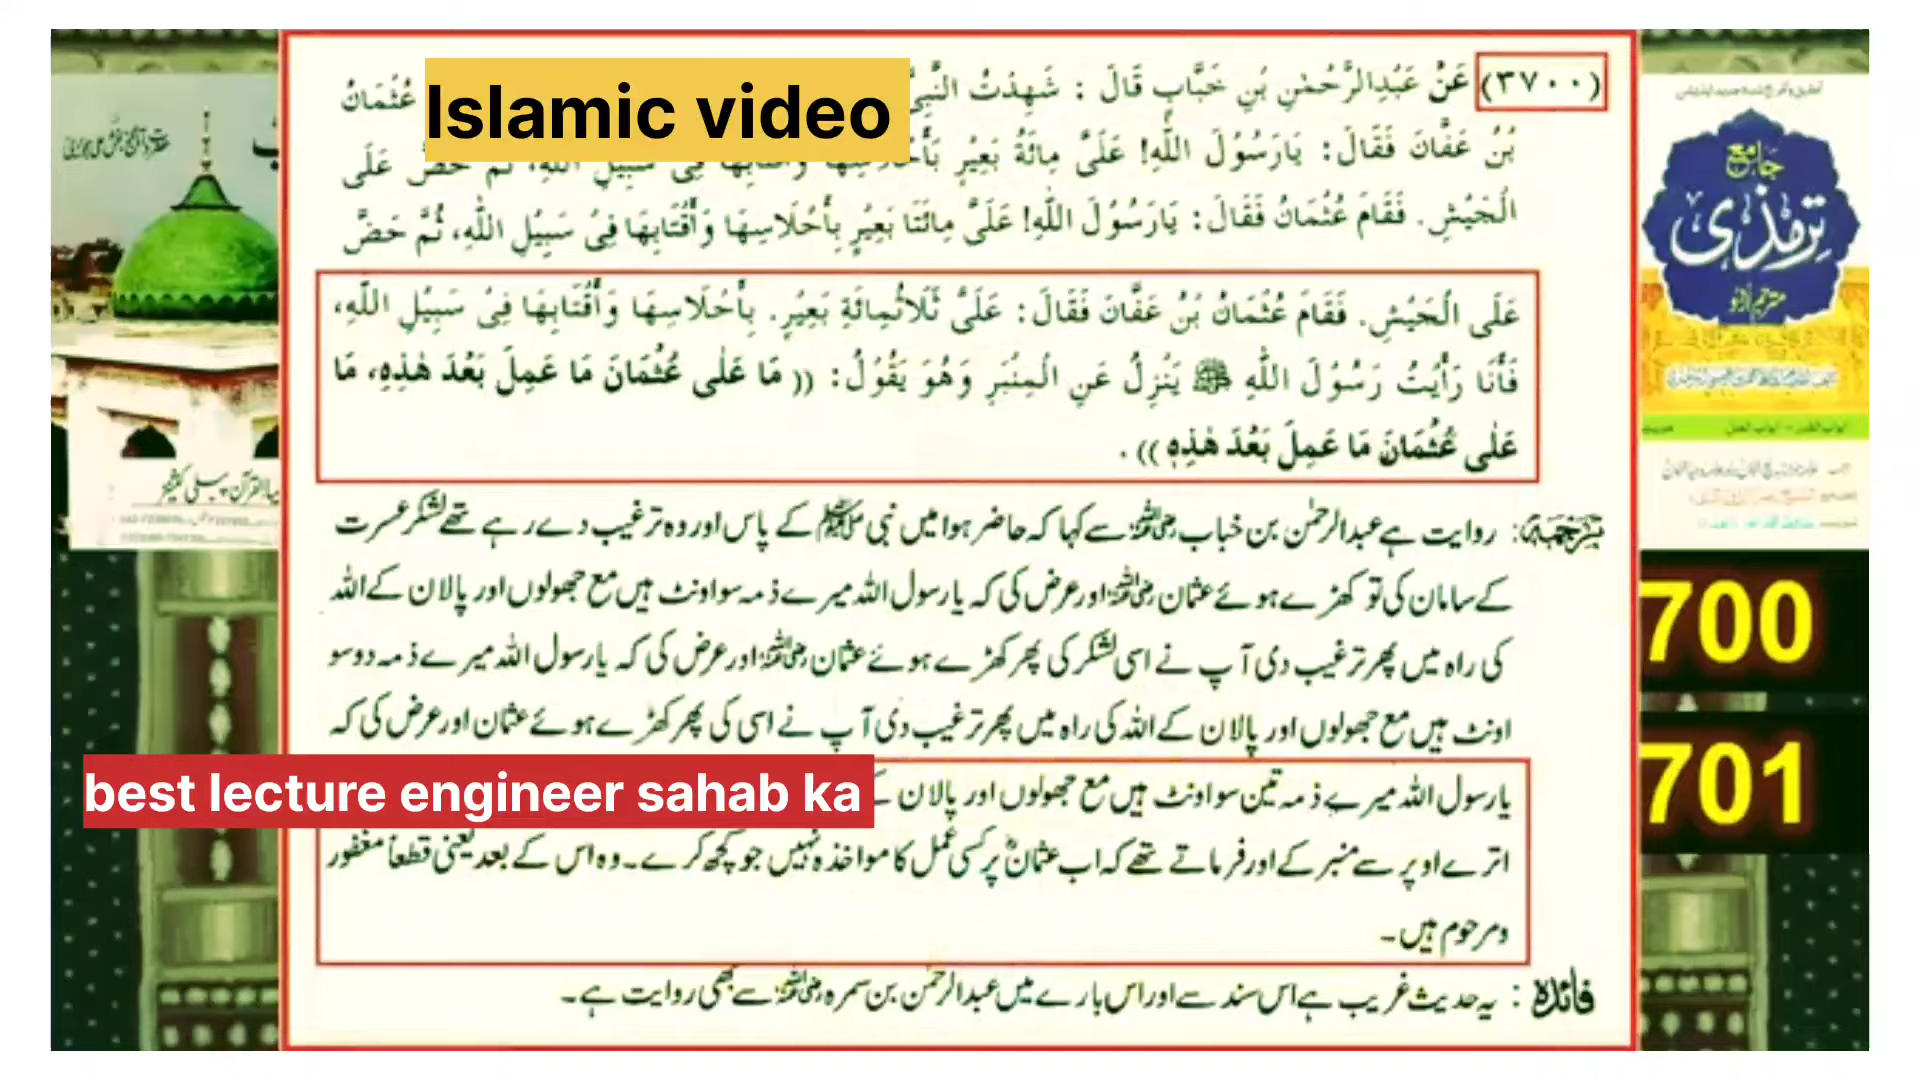 Islamic video
(٣٧٠٠) عَنْ عَبْدِالرَّحْمٰنِ بْنِ خَبَّابٍ قَالَ : شَهِدْتُ النَّبِيَّ عُثْمَانُ
بْنُ عَفَّانَ فَقَالَ: يَارَسُوْلَ اللّٰهِ! عَلَيَّ مِائَةُ بَعِيْرٍ بِأَحْلَاسِهَا وَأَقْتَابِهَا فِيْ سَبِيْلِ اللّٰهِ، ثُمَّ حَضَّ عَلَى
الْجَيْشِ. فَقَامَ عُثْمَانُ فَقَالَ: يَارَسُوْلَ اللّٰهِ! عَلَيَّ مِائَتَا بَعِيْرٍ بِأَحْلَاسِهَا وَأَقْتَابِهَا فِيْ سَبِيْلِ اللّٰهِ، ثُمَّ حَضَّ
عَلَى الْجَيْشِ. فَقَامَ عُثْمَانُ بْنُ عَفَّانَ فَقَالَ: عَلَيَّ ثَلَاثُمِائَةِ بَعِيْرٍ. بِأَحْلَاسِهَا وَأَقْتَابِهَا فِيْ سَبِيْلِ اللّٰهِ،
فَأَنَا رَأَيْتُ رَسُوْلَ اللّٰهِ ﷺ يَنْزِلُ عَنِ الْمِنْبَرِ وَهُوَ يَقُوْلُ: (( مَا عَلٰى عُثْمَانَ مَا عَمِلَ بَعْدَ هٰذِهِ، مَا
عَلٰى عُثْمَانَ مَا عَمِلَ بَعْدَ هٰذِهٖ )).
ترجمہ: روایت ہے عبدالرحمٰن بن خباب رضی اللہ عنہ سے کہا کہ حاضر ہوا میں نبی ﷺ کے پاس اور وہ ترغیب دے رہے تھے لشکر عسرت
کے سامان کی تو کھڑے ہوئے عثمان رضی اللہ عنہ اور عرض کی کہ یارسول اللہ میرے ذمہ سو اونٹ ہیں مع جھولوں اور پالان کے اللہ
کی راہ میں پھر ترغیب دی آپ نے اسی لشکر کی پھر کھڑے ہوئے عثمان رضی اللہ عنہ اور عرض کی کہ یارسول اللہ میرے ذمہ دو سو
اونٹ ہیں مع جھولوں اور پالان کے اللہ کی راہ میں پھر ترغیب دی آپ نے اسی کی پھر کھڑے ہوئے عثمان اور عرض کی کہ
یارسول اللہ میرے ذمہ تین سو اونٹ ہیں مع جھولوں اور پالان کے
best lecture engineer sahab ka
اترے اوپر سے منبر کے اور فرماتے تھے کہ اب عثمانؓ پر کسی عمل کا مواخذہ نہیں جو کچھ کرے۔ وہ اس کے بعد یعنی قطعاً مغفور
ومرحوم ہیں۔
فائدہ : یہ حدیث غریب ہے اس سند سے اور اس بارے میں عبدالرحمٰن بن سمرہ رضی اللہ عنہ سے بھی روایت ہے۔
جامع
ترمذی
مترجم اُردو
700
701